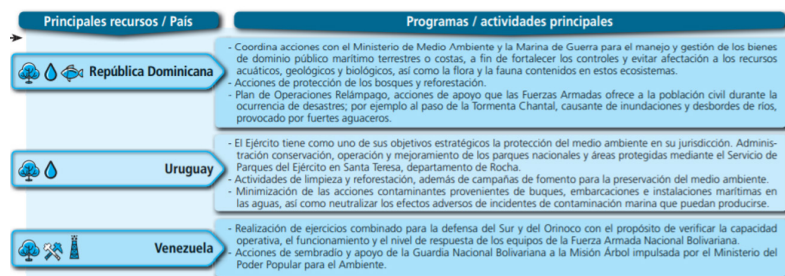 Principales recursos / País
Programas / actividades principales
República Dominicana
- Coordina acciones con el Ministerio de Medio Ambiente y la Marina de Guerra para el manejo y gestión de los bienes
de dominio público marítimo terrestres o costas, a fin de fortalecer los controles y evitar afectación a los recursos
acuáticos, geológicos y biológicos, así como la flora y la fauna contenidos en estos ecosistemas.
- Acciones de protección de los bosques y reforestación.
- Plan de Operaciones Relámpago, acciones de apoyo que las Fuerzas Armadas ofrece a la población civil durante la
ocurrencia de desastres; por ejemplo al paso de la Tormenta Chantal, causante de inundaciones y desbordes de ríos,
provocado por fuertes aguaceros.
Uruguay
- El Ejército tiene como uno de sus objetivos estratégicos la protección del medio ambiente en su jurisdicción. Adminis-
tración conservación, operación y mejoramiento de los parques nacionales y áreas protegidas mediante el Servicio de
Parques del Ejército en Santa Teresa, departamento de Rocha.
- Actividades de limpieza y reforestación, además de campañas de fomento para la preservación del medio ambiente.
- Minimización de las acciones contaminantes provenientes de buques, embarcaciones e instalaciones marítimas en
las aguas, así como neutralizar los efectos adversos de incidentes de contaminación marina que puedan producirse.
Venezuela
- Realización de ejercicios combinado para la defensa del Sur y del Orinoco con el propósito de verificar la capacidad
operativa, el funcionamiento y el nivel de respuesta de los equipos de la Fuerza Armada Nacional Bolivariana.
- Acciones de sembradío y apoyo de la Guardia Nacional Bolivariana a la Misión Árbol impulsada por el Ministerio del
Poder Popular para el Ambiente.